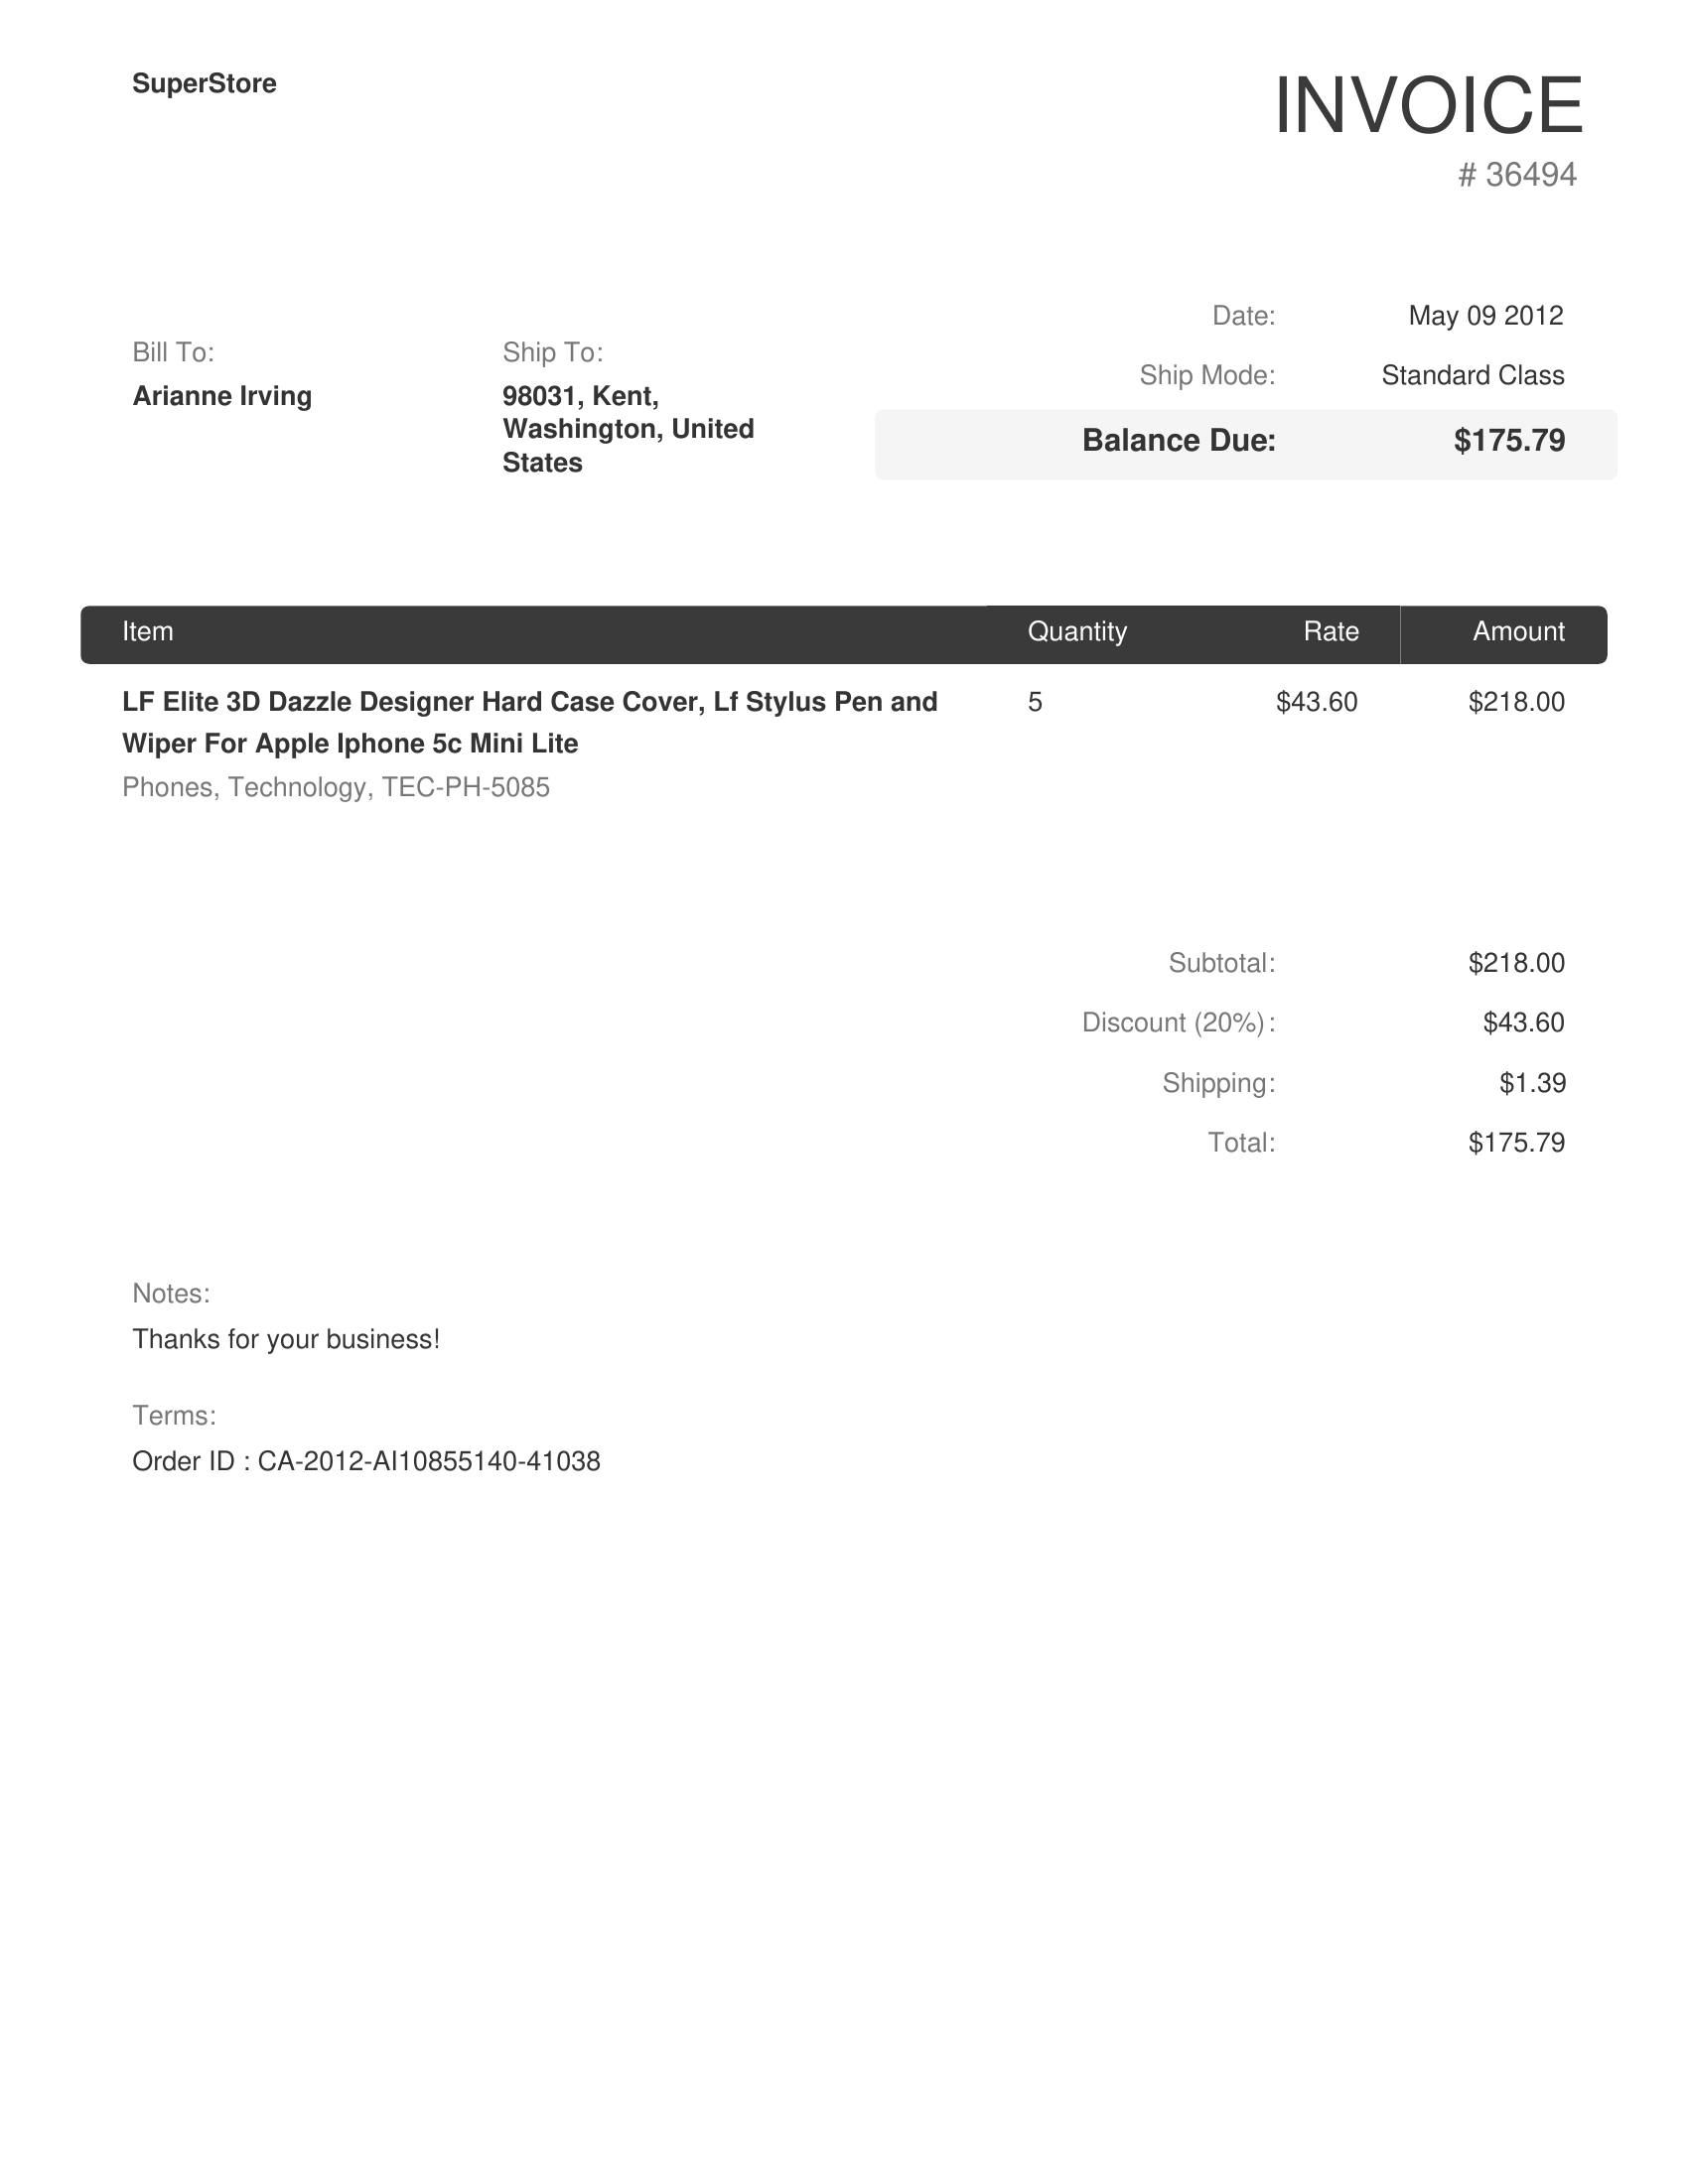 SuperStore
INVOICE
# 36494
Date: May 09 2012
Ship Mode: Standard Class
Balance Due: $175.79
Bill To:
Arianne Irving
Ship To:
98031, Kent,
Washington, United
States
Item Quantity Rate Amount
LF Elite 3D Dazzle Designer Hard Case Cover, Lf Stylus Pen and 5 $43.60 $218.00
Wiper For Apple Iphone 5c Mini Lite
Phones, Technology, TEC-PH-5085
Subtotal: $218.00
Discount (20%): $43.60
Shipping: $1.39
Total: $175.79
Notes:
Thanks for your business!
Terms:
Order ID : CA-2012-AI10855140-41038